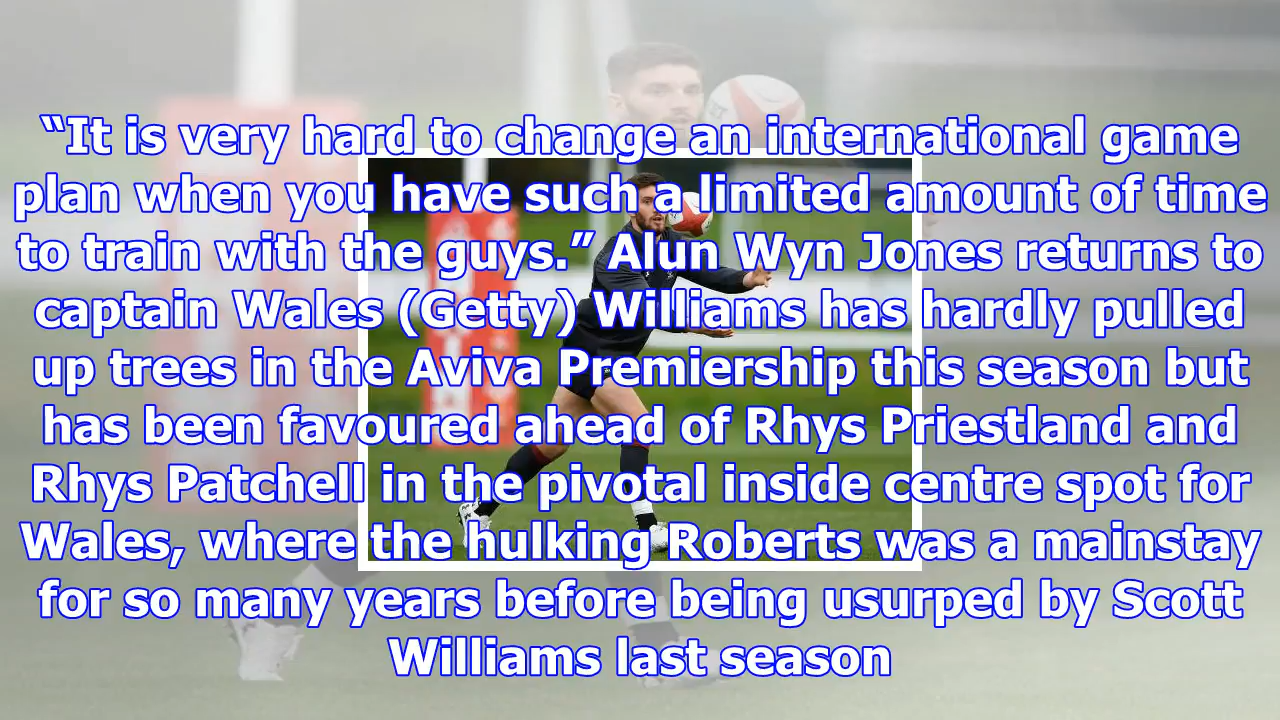 “It is very hard to change an international game
plan when you have such a limited amount of time
to train with the guys.” Alun Wyn Jones returns to
captain Wales (Getty) Williams has hardly pulled
up trees in the Aviva Premiership this season but
has been favoured ahead of Rhys Priestland and
Rhys Patchell in the pivotal inside centre spot for
Wales, where the hulking Roberts was a mainstay
for so many years before being usurped by Scott
Williams last season